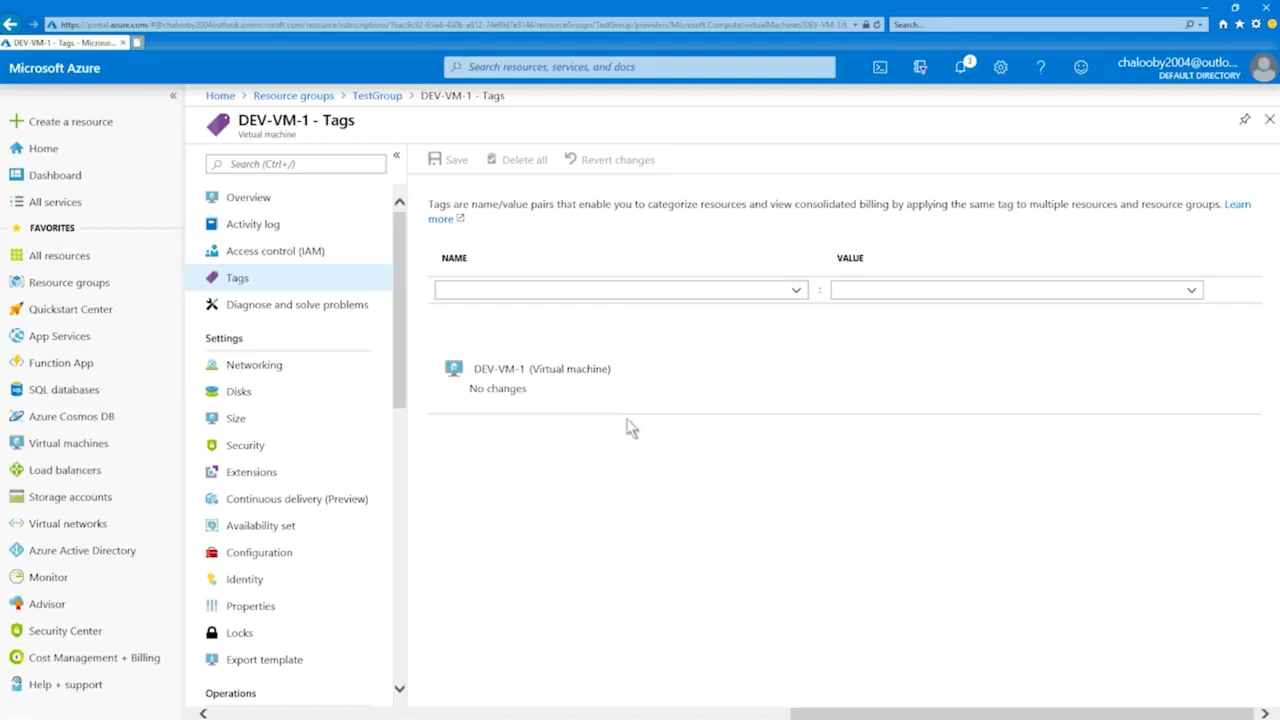 Search...
DEV-VM-1 - Tags - Microso...
Microsoft Azure
Search resources, services, and docs
3
chalooby2004@outlo...
DEFAULT DIRECTORY
Home > Resource groups > TestGroup > DEV-VM-1 - Tags
DEV-VM-1 - Tags
Virtual machine
Create a resource
Home
Dashboard
All services
FAVORITES
All resources
Resource groups
Quickstart Center
App Services
Function App
SQL databases
Azure Cosmos DB
Virtual machines
Load balancers
Storage accounts
Virtual networks
Azure Active Directory
Monitor
Advisor
Security Center
Cost Management + Billing
Help + support
Search (Ctrl+/)
Overview
Activity log
Access control (IAM)
Tags
Diagnose and solve problems
Settings
Networking
Disks
Size
Security
Extensions
Continuous delivery (Preview)
Availability set
Configuration
Identity
Properties
Locks
Export template
Operations
Save Delete all Revert changes
Tags are name/value pairs that enable you to categorize resources and view consolidated billing by applying the same tag to multiple resources and resource groups. Learn
more
NAME VALUE
:
DEV-VM-1 (Virtual machine)
No changes